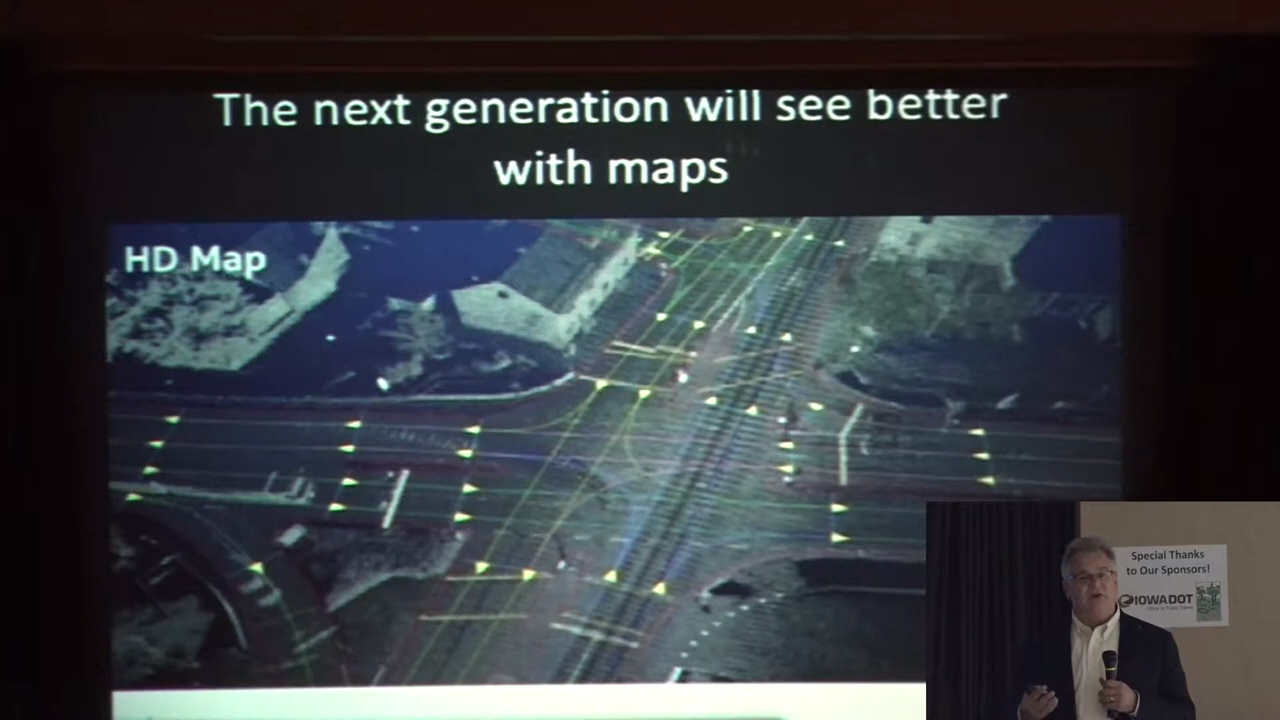 The next generation will see better
with maps
HD Map
Special Thanks
to Our Sponsors!
IOWADOT